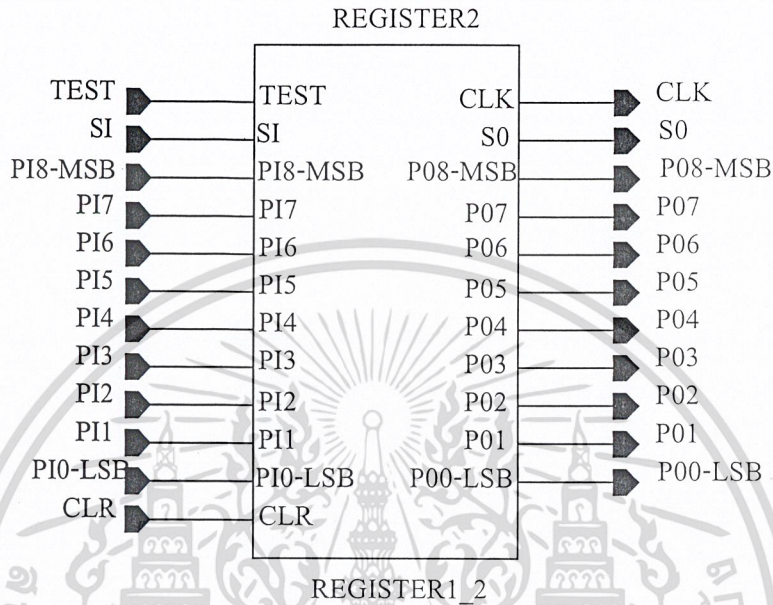 REGISTER2
TEST TEST CLK CLK
SI SI S0 S0
PI8-MSB PI8-MSB P08-MSB P08-MSB
PI7 PI7 P07 P07
PI6 PI6 P06 P06
PI5 PI5 P05 P05
PI4 PI4 P04 P04
PI3 PI3 P03 P03
PI2 PI2 P02 P02
PI1 PI1 P01 P01
PI0-LSB PI0-LSB P00-LSB P00-LSB
CLR CLR
REGISTER1_2